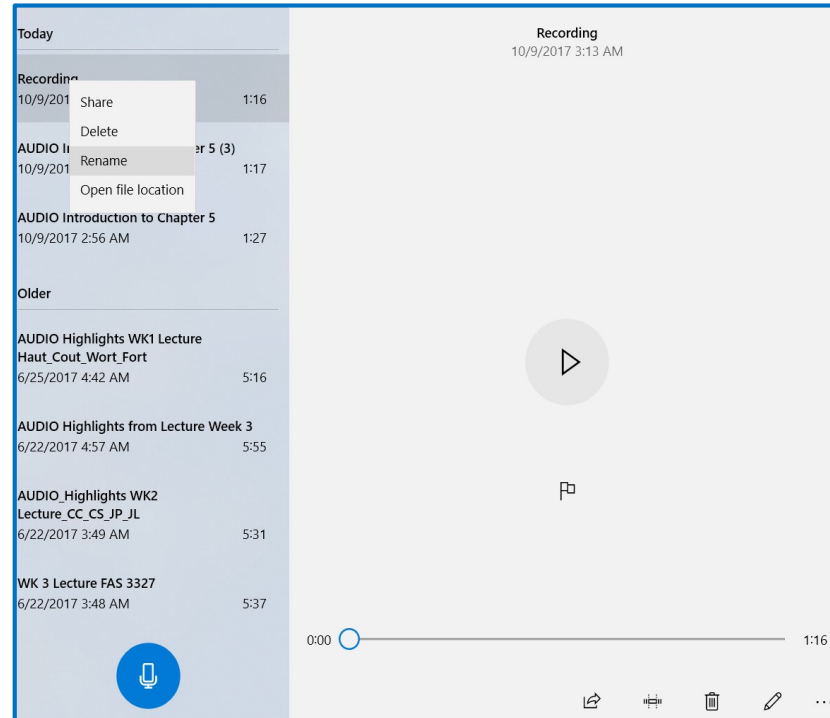 Today
Recording
10/9/201 1:16
AUDIO er 5 (3)
10/9/201 1:17
AUDIO Introduction to Chapter 5
10/9/2017 2:56 AM 1:27
Share
Delete
Rename
Open file location
Older
AUDIO Highlights WK1 Lecture
Haut_Cout_Wort_Fort
6/25/2017 4:42 AM 5:16
AUDIO Highlights from Lecture Week 3
6/22/2017 4:57 AM 5:55
AUDIO_Highlights WK2
Lecture_CC_CS_JP_JL
6/22/2017 3:49 AM 5:31
WK 3 Lecture FAS 3327
6/22/2017 3:48 AM 5:37
Recording
10/9/2017 3:13 AM
0:00 1:16